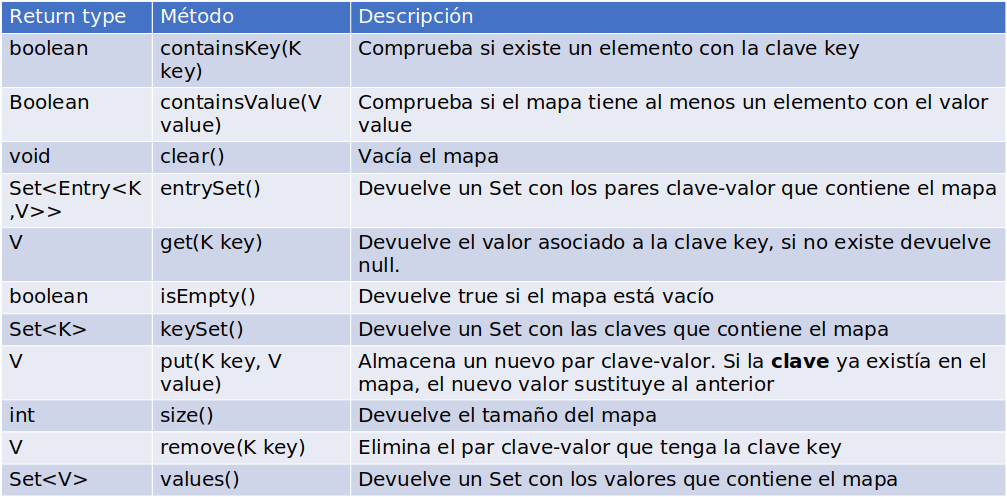 Return type Método Descripción
boolean containsKey(K key) Comprueba si existe un elemento con la clave key
Boolean containsValue(V value) Comprueba si el mapa tiene al menos un elemento con el valor value
void clear() Vacía el mapa
Set<Entry<K,V>> entrySet() Devuelve un Set con los pares clave-valor que contiene el mapa
V get(K key) Devuelve el valor asociado a la clave key, si no existe devuelve null.
boolean isEmpty() Devuelve true si el mapa está vacío
Set<K> keySet() Devuelve un Set con las claves que contiene el mapa
V put(K key, V value) Almacena un nuevo par clave-valor. Si la clave ya existía en el mapa, el nuevo valor sustituye al anterior
int size() Devuelve el tamaño del mapa
V remove(K key) Elimina el par clave-valor que tenga la clave key
Set<V> values() Devuelve un Set con los valores que contiene el mapa